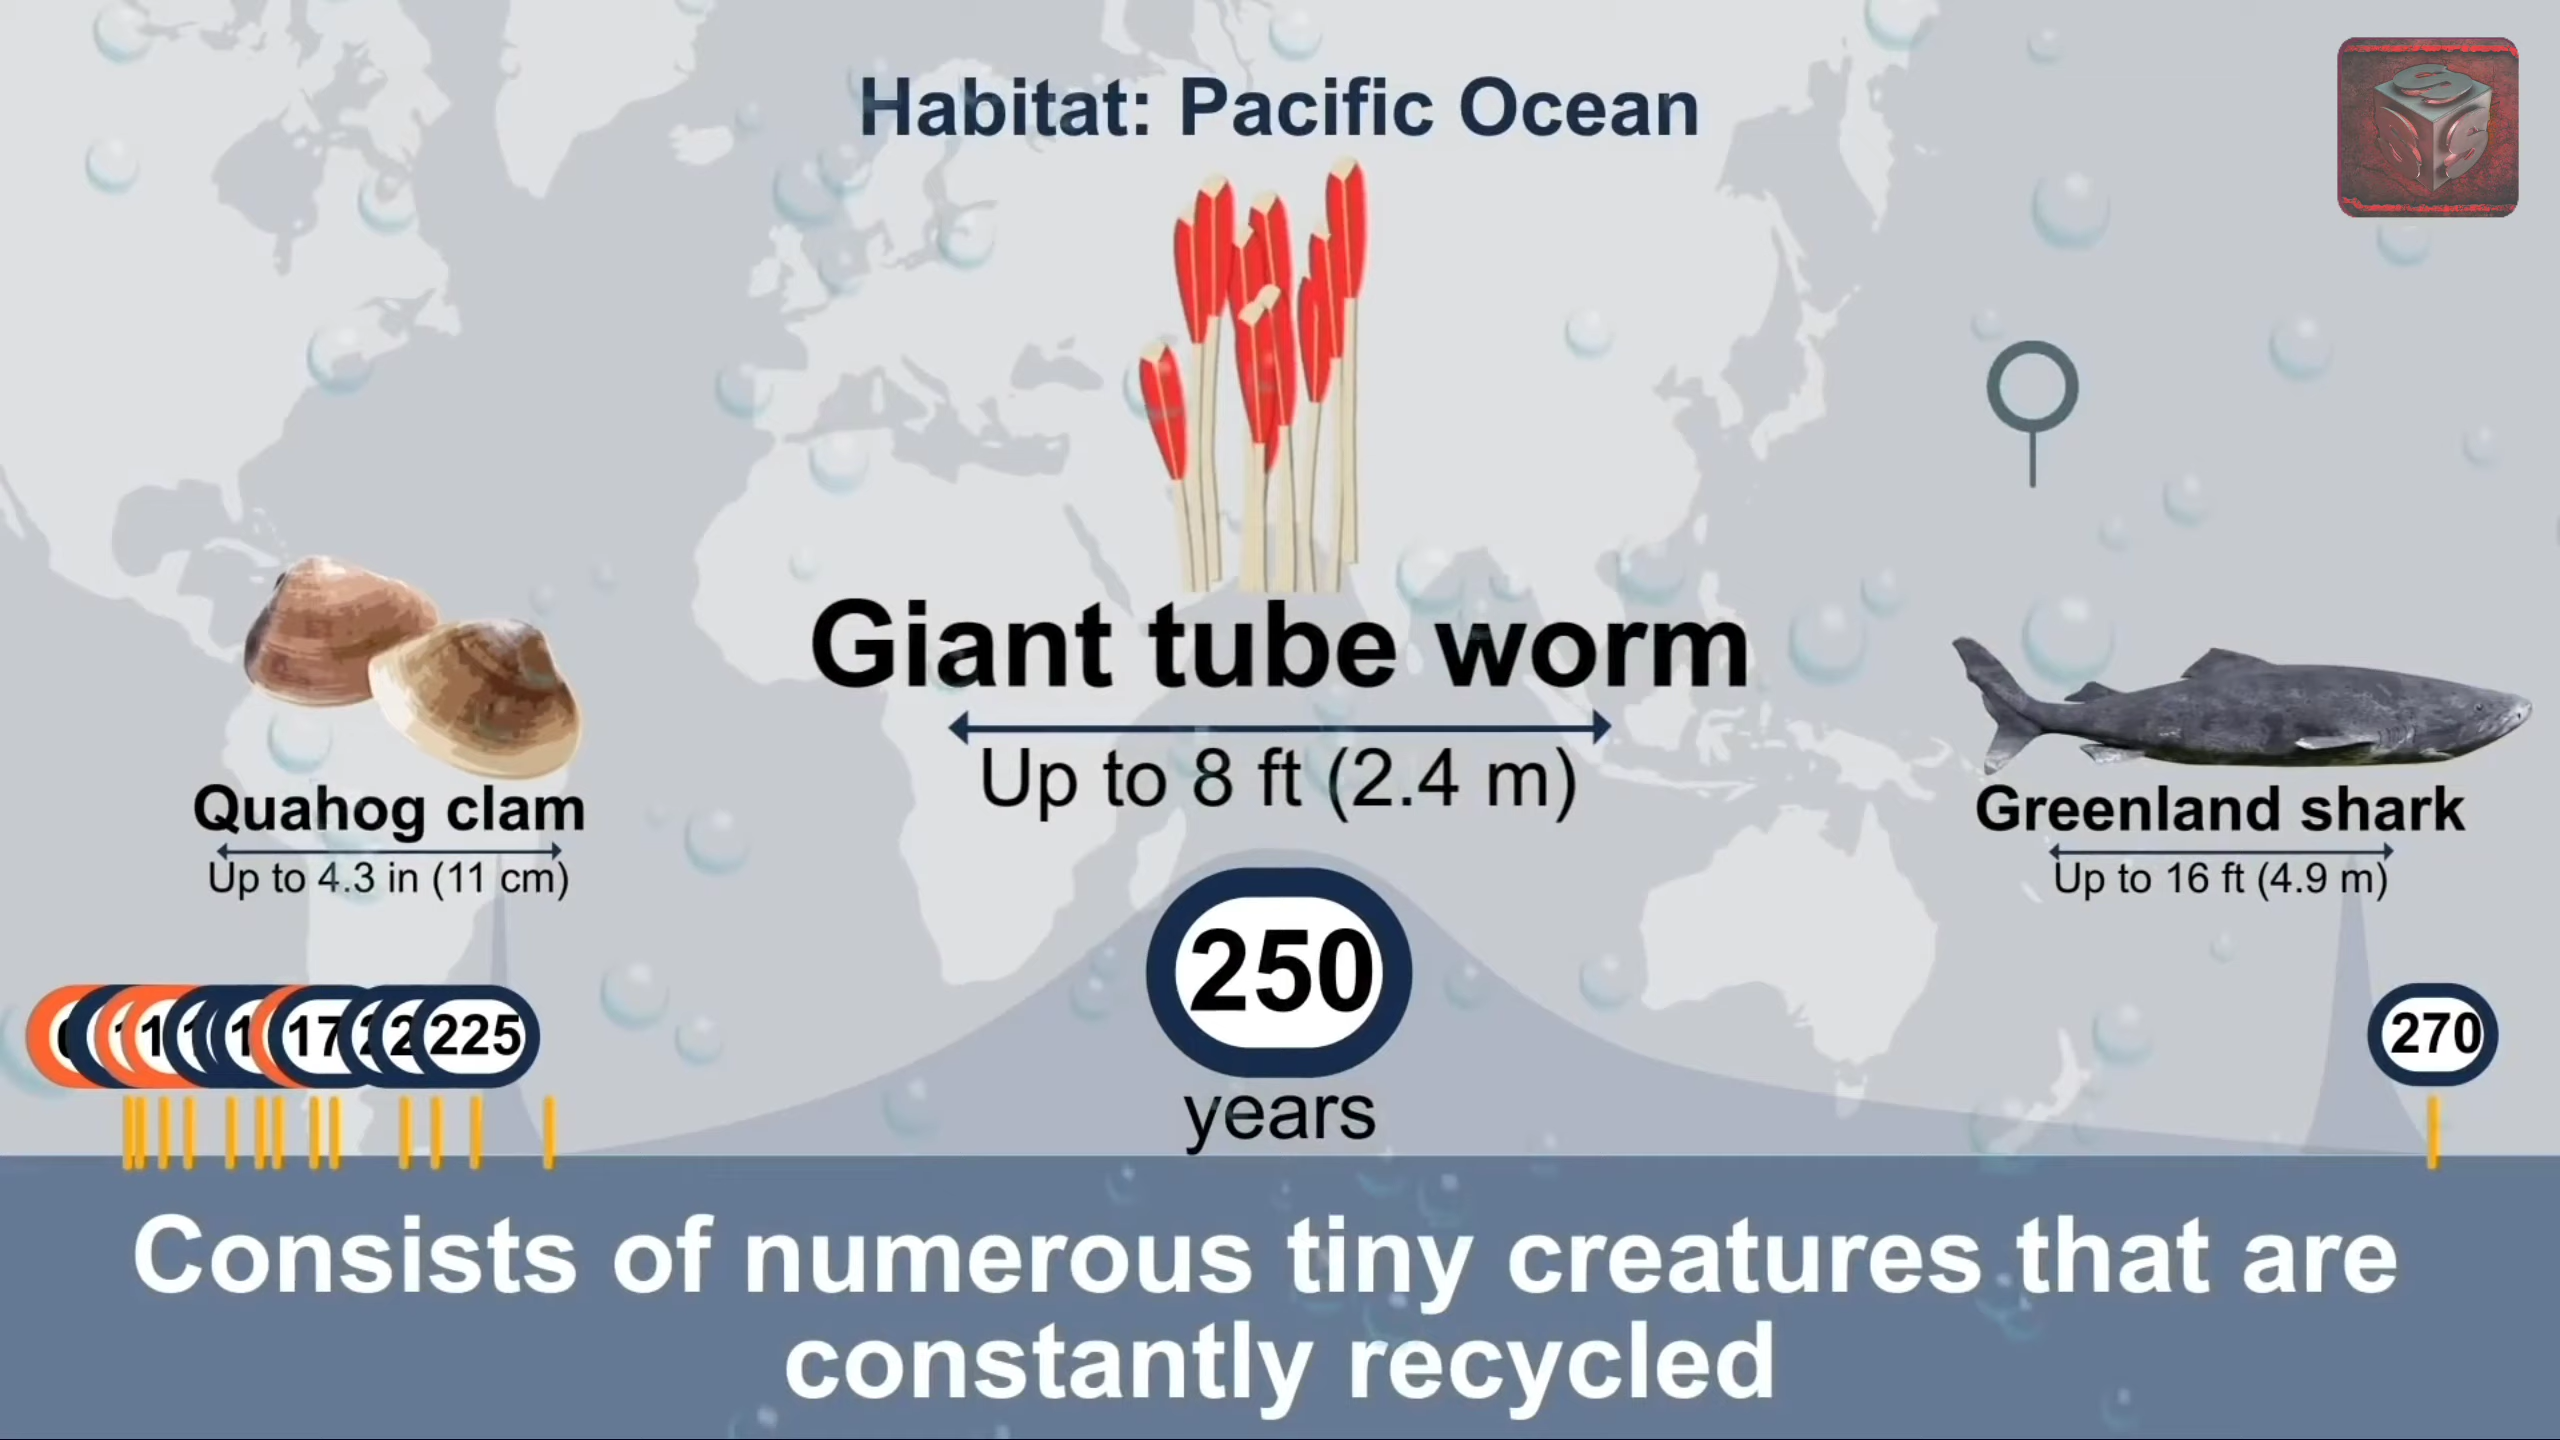 Habitat: Pacific Ocean
Giant tube worm
Up to 8 ft (2.4 m)
Quahog clam
Up to 4.3 in (11 cm)
Greenland shark
Up to 16 ft (4.9 m)
225
250
years
270
Consists of numerous tiny creatures that are
constantly recycled